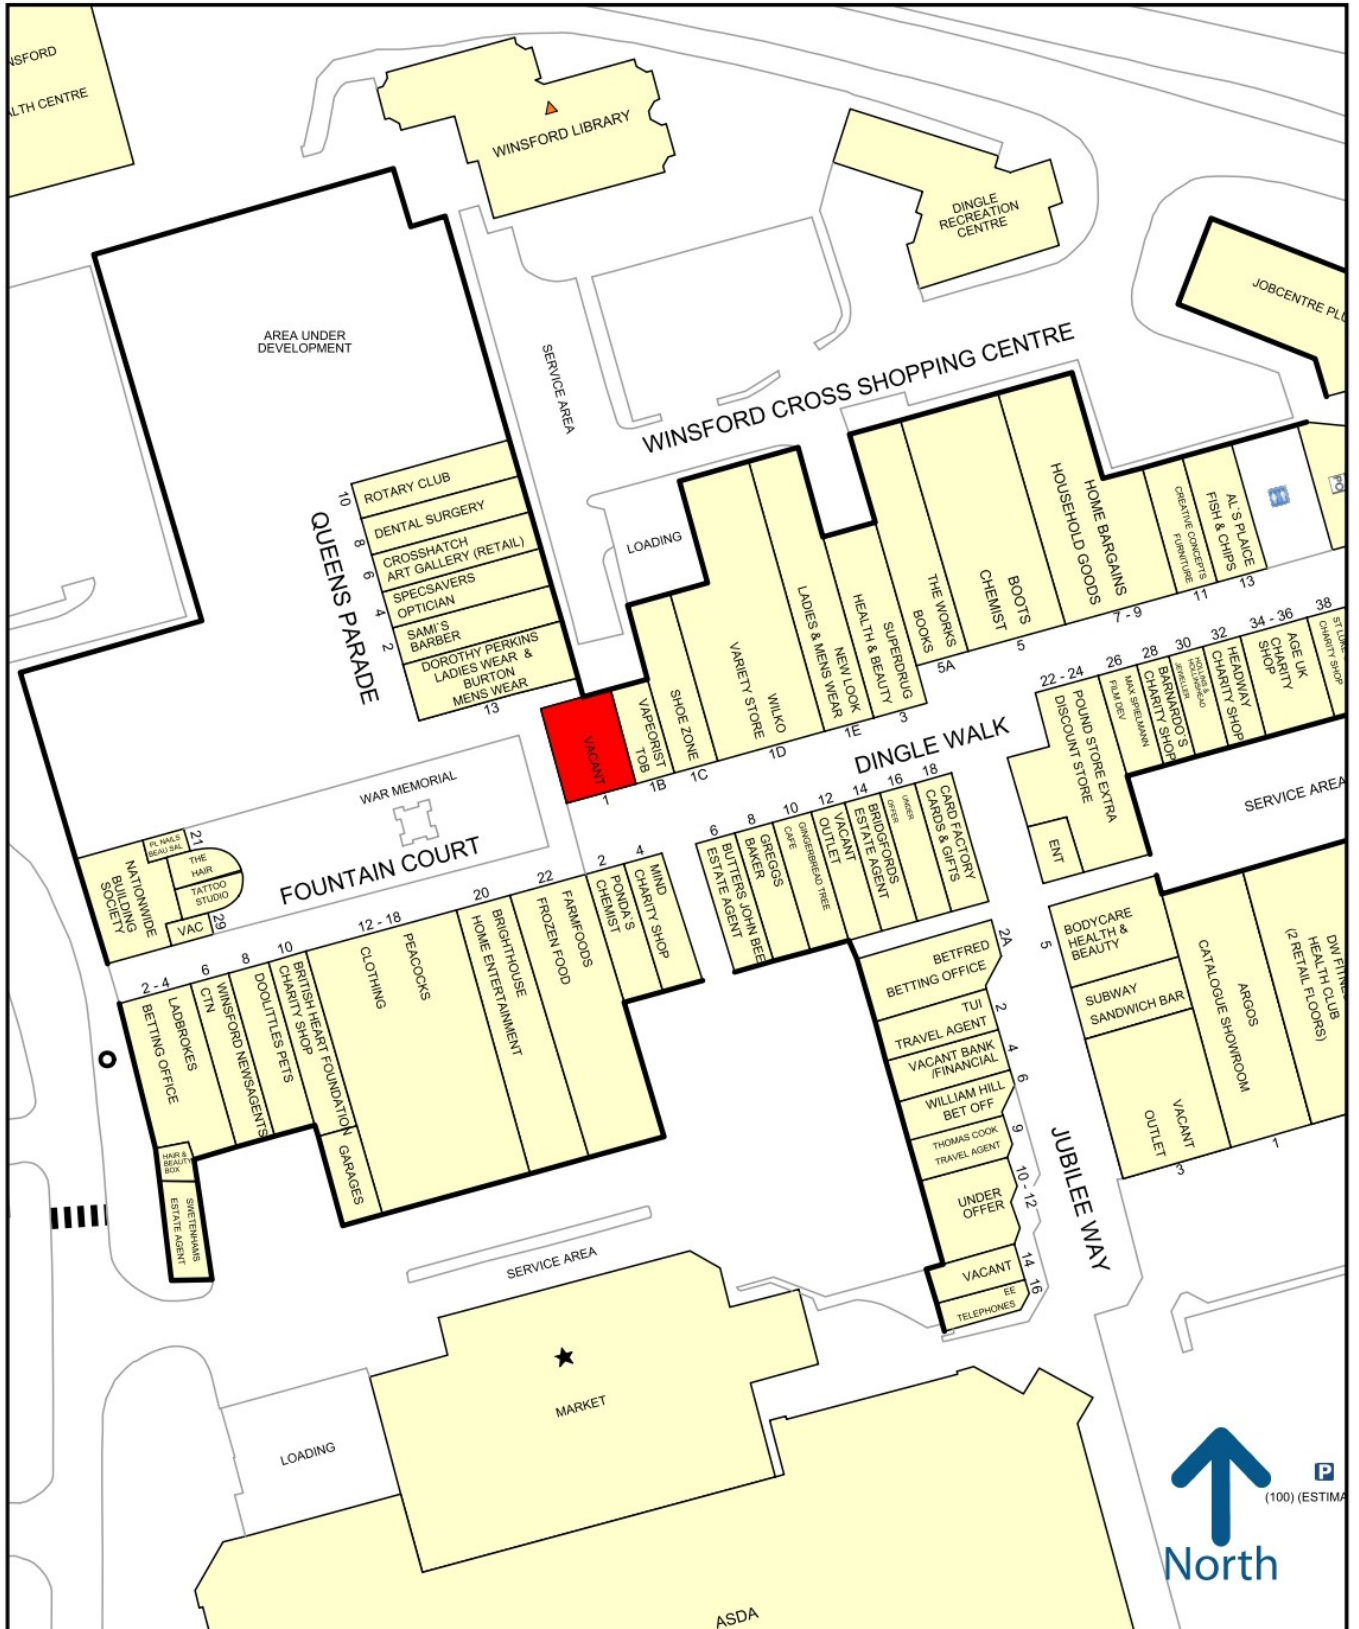 NSFORD
LTH CENTRE
WINSFORD LIBRARY
DINGLE
RECREATION
CENTRE
JOBCENTRE PLU
AREA UNDER
DEVELOPMENT
SERVICE AREA
WINSFORD CROSS SHOPPING CENTRE
QUEENS PARADE
10
ROTARY CLUB
DENTAL SURGERY
8
CROSSHATCH
ART GALLERY (RETAIL)
6
SPECSAVERS
OPTICIAN
4
SAMI'S
BARBER
2
DOROTHY PERKINS
LADIES WEAR &
BURTON
MENS WEAR
13
LOADING
VACANT
1
VAPEORIST
TOB
1B
SHOE ZONE
1C
WILKO
VARIETY STORE
1D
NEW LOOK
LADIES & MENS WEAR
1E
SUPERDRUG
HEALTH & BEAUTY
3
THE WORKS
BOOKS
5A
BOOTS
CHEMIST
5
HOME BARGAINS
HOUSEHOLD GOODS
7 - 9
CREATIVE CONCEPTS
FURNITURE
11
AL'S PLAICE
FISH & CHIPS
13
PO
DINGLE WALK
22 - 24
POUND STORE EXTRA
DISCOUNT STORE
26
MAX SPIELMANN
FILM DEV
28
BARNARDO'S
CHARITY SHOP
30
HOLLINS &
HOLLINSHEAD
JEWELLER
32
HEADWAY
CHARITY SHOP
34 - 36
AGE UK
CHARITY
SHOP
38
ST LUKE
CHARITY SHOP
SERVICE AREA
ENT
WAR MEMORIAL
FOUNTAIN COURT
21
PL NAILS
BEAU SAL
THE
HAIR
TATTOO
STUDIO
VAC
29
NATIONWIDE
BUILDING
SOCIETY
2 - 4
LADBROKES
BETTING OFFICE
6
WINSFORD NEWSAGENTS
CTN
8
DOOLITTLES PETS
10
BRITISH HEART FOUNDATION
CHARITY SHOP
12 - 18
PEACOCKS
CLOTHING
20
BRIGHTHOUSE
HOME ENTERTAINMENT
22
FARMFOODS
FROZEN FOOD
2
PONDA'S
CHEMIST
4
MIND
CHARITY SHOP
6
BUTTERS JOHN BEE
ESTATE AGENT
8
GREGGS
BAKER
10
GINGERBREAD TREE
CAFE
12
VACANT
OUTLET
14
BRIDGFORDS
ESTATE AGENT
16
UNDER
OFFER
18
CARD FACTORY
CARDS & GIFTS
GARAGES
HAIR &
BEAUTY
BOX
SWETENHAMS
ESTATE AGENT
BETFRED
BETTING OFFICE
2A
TUI
TRAVEL AGENT
2
VACANT BANK
/FINANCIAL
4
WILLIAM HILL
BET OFF
6
THOMAS COOK
TRAVEL AGENT
9
UNDER
OFFER
10 - 12
VACANT
14
EE
TELEPHONES
16
JUBILEE WAY
5
BODYCARE
HEALTH &
BEAUTY
SUBWAY
SANDWICH BAR
VACANT
OUTLET
3
ARGOS
CATALOGUE SHOWROOM
1
DW FITNE
HEALTH CLUB
(2 RETAIL FLOORS)
SERVICE AREA
MARKET
LOADING
ASDA
P
(100) (ESTIMA
North